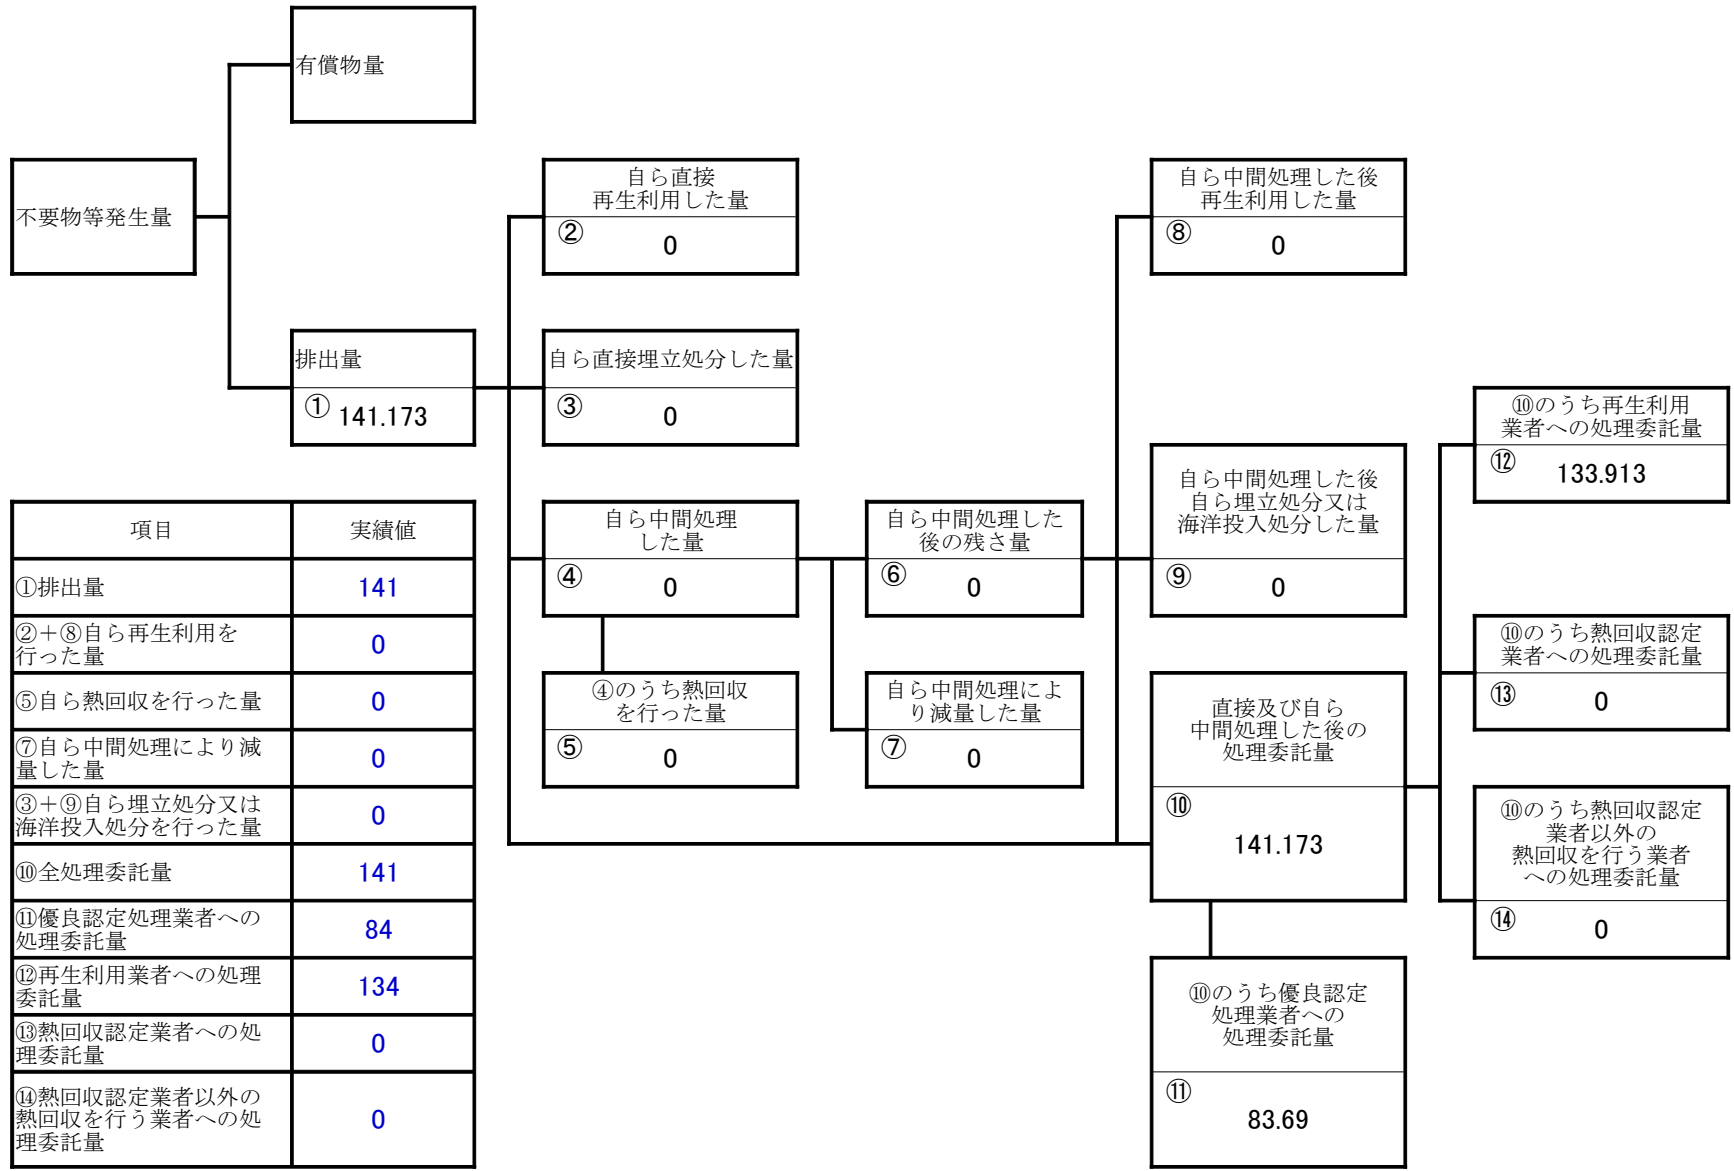 有償物量
不要物等発生量
自ら直接
再生利用した量
②
0
自ら中間処理した後
再生利用した量
⑧
0
排出量
①
141.173
自ら直接埋立処分した量
③
0
⑩のうち再生利用
業者への処理委託量
⑫
133.913
自ら中間処理
した量
④
0
自ら中間処理した
後の残さ量
⑥
0
自ら中間処理した後
自ら埋立処分又は
海洋投入処分した量
⑨
0
⑩のうち熱回収認定
業者への処理委託量
⑬
0
④のうち熱回収
を行った量
⑤
0
自ら中間処理によ
り減量した量
⑦
0
直接及び自ら
中間処理した後の
処理委託量
⑩
141.173
⑩のうち熱回収認定
業者以外の
熱回収を行う業者
への処理委託量
⑭
0
⑩のうち優良認定
処理業者への
処理委託量
⑪
83.69
項目 実績値
①排出量 141
②＋⑧自ら再生利用を
行った量 0
⑤自ら熱回収を行った量 0
⑦自ら中間処理により減
量した量 0
③＋⑨自ら埋立処分又は
海洋投入処分を行った量 0
⑩全処理委託量 141
⑪優良認定処理業者への
処理委託量 84
⑫再生利用業者への処理
委託量 134
⑬熱回収認定業者への処
理委託量 0
⑭熱回収認定業者以外の
熱回収を行う業者への処
理委託量 0